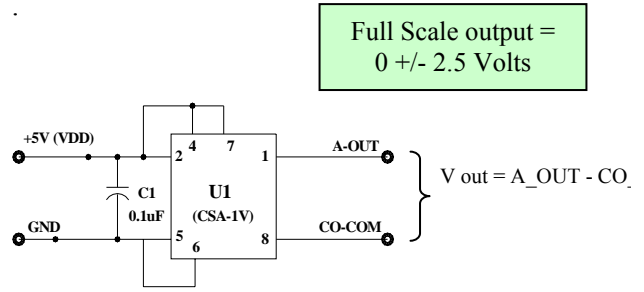 .
Full Scale output =
0 +/- 2.5 Volts
+5V (VDD)
4
7
A-OUT
2
1
V out = A_OUT - CO_
C1
U1
0.1uF
(CSA-1V)
GND
5
6
8
CO-COM